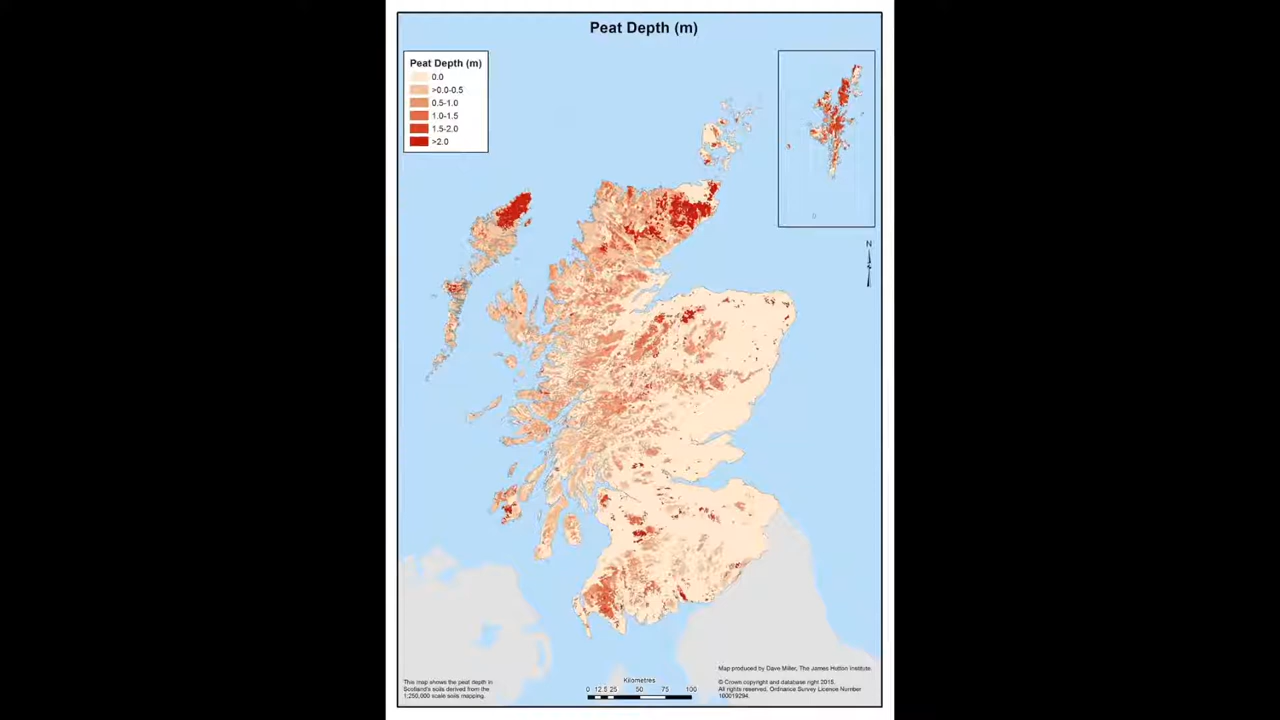 Peat Depth (m)
Peat Depth (m)
0.0
>0.0-0.5
0.5-1.0
1.0-1.5
1.5-2.0
>2.0
N
Map produced by Dave Miller, The James Hutton Institute.
Kilometres
0 12.5 25 50 75 100
This map shows the peat depth in
Scotland's soils derived from the
1:250,000 scale soils mapping.
© Crown copyright and database right 2015.
All rights reserved, Ordnance Survey Licence Number
100019294.